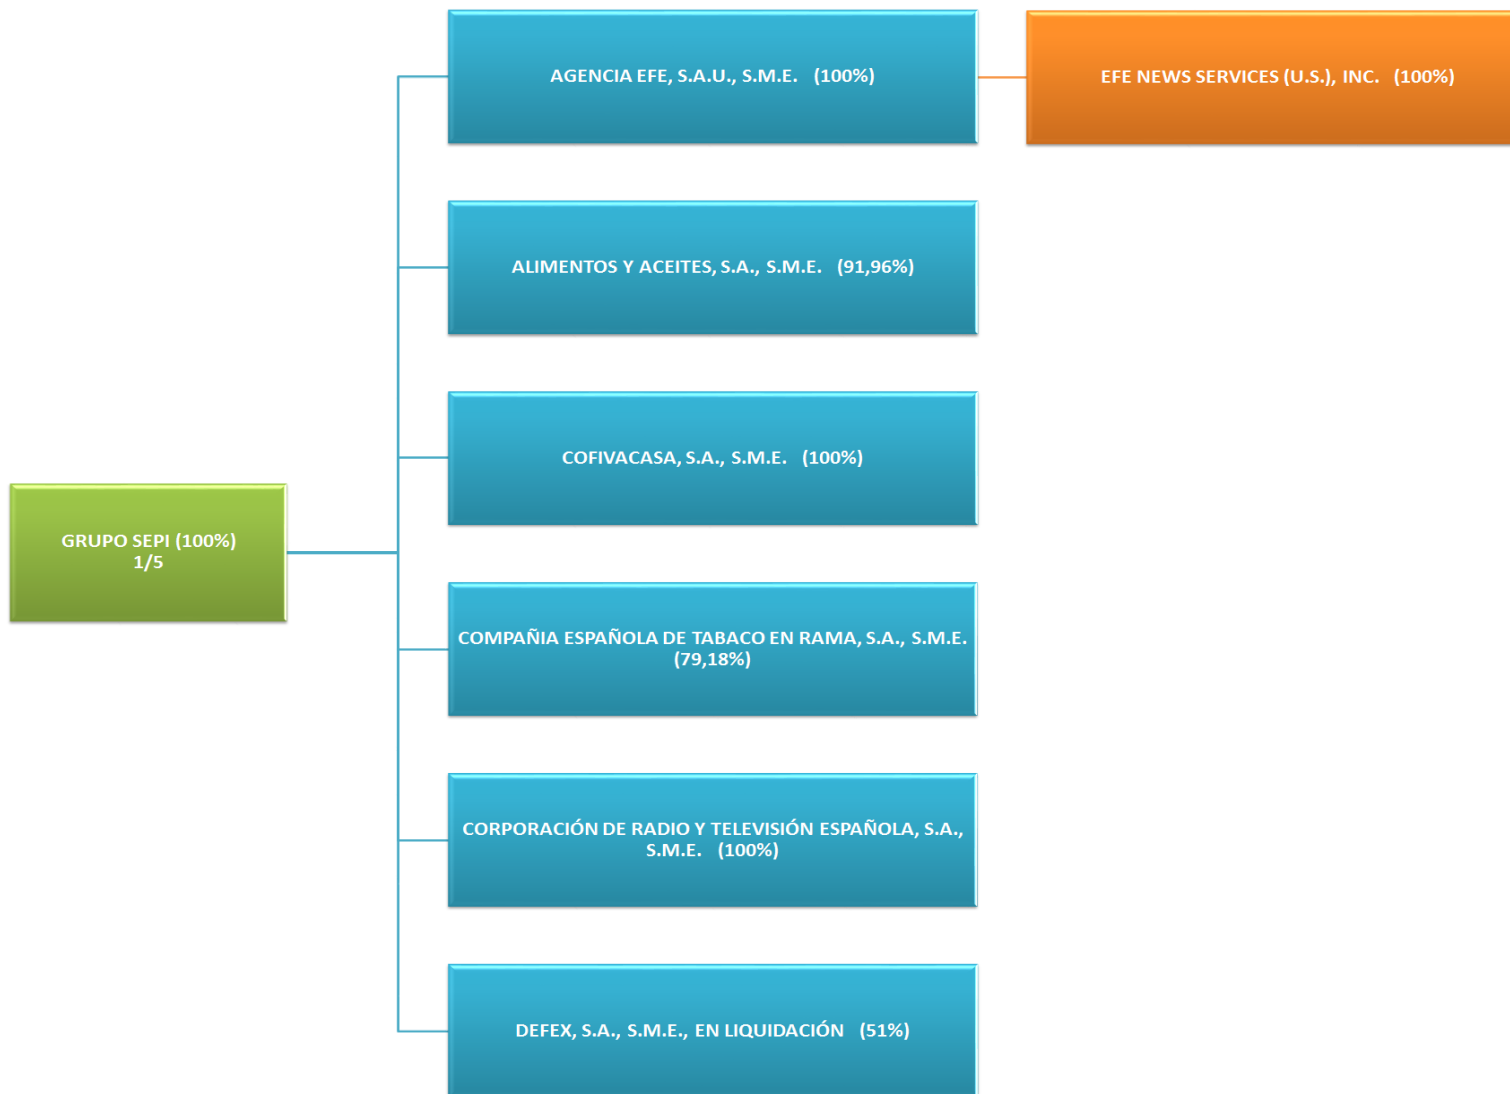 AGENCIA EFE, S.A.U., S.M.E. (100%)
EFE NEWS SERVICES (U.S.), INC. (100%)
ALIMENTOS Y ACEITES, S.A., S.M.E. (91,96%)
COFIVACASA, S.A., S.M.E. (100%)
GRUPO SEPI (100%)
1/5
COMPAÑIA ESPAÑOLA DE TABACO EN RAMA, S.A., S.M.E.
(79,18%)
CORPORACIÓN DE RADIO Y TELEVISIÓN ESPAÑOLA, S.A.,
S.M.E. (100%)
DEFEX, S.A., S.M.E., EN LIQUIDACIÓN (51%)